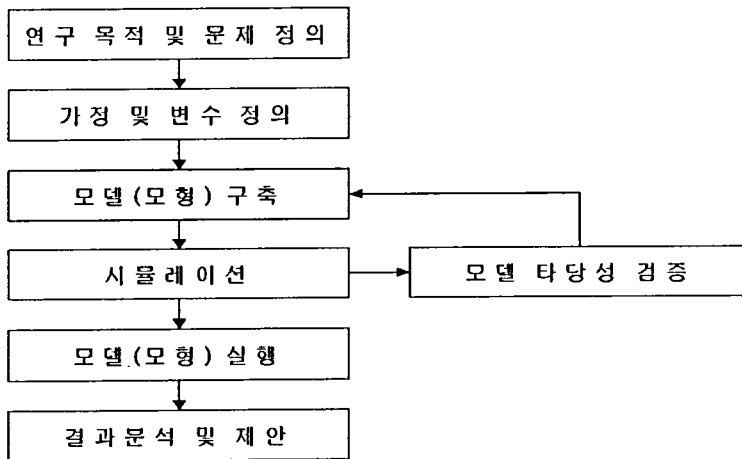 연구 목적 및 문제 정의
가정 및 변수 정의
모델(모형) 구축
시뮬레이션
모델 타당성 검증
모델(모형) 실행
결과분석 및 제안